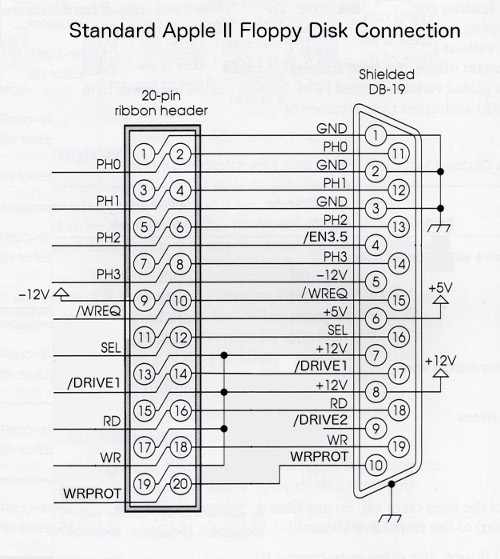 Standard Apple II Floppy Disk Connection
Shielded
DB-19
20-pin
ribbon header
GND
1
PH0
11
1 2
PH0
GND
2
PH1
12
3 4
PH1
GND
3
PH2
13
5 6
PH2
/EN3.5
4
PH3
14
7 8
PH3
-12V
5
-12V
/WREQ
15
9 10
/WREQ
+5V
6
+5V
SEL
16
11 12
SEL
+12V
7
/DRIVE1
17
+12V
13 14
/DRIVE1
+12V
8
RD
18
15 16
RD
/DRIVE2
9
WR
19
17 18
WR
WRPROT
10
19 20
WRPROT